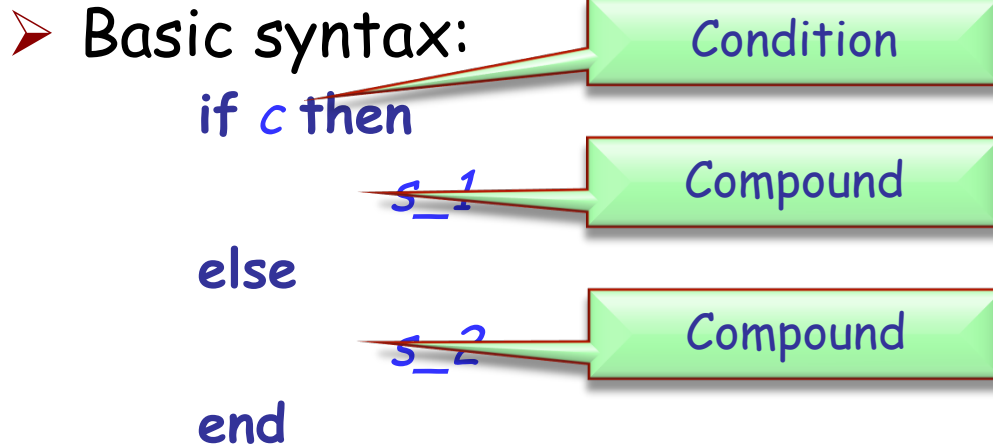 Basic syntax:
Condition
if c then
s_1
Compound
else
s_2
Compound
end